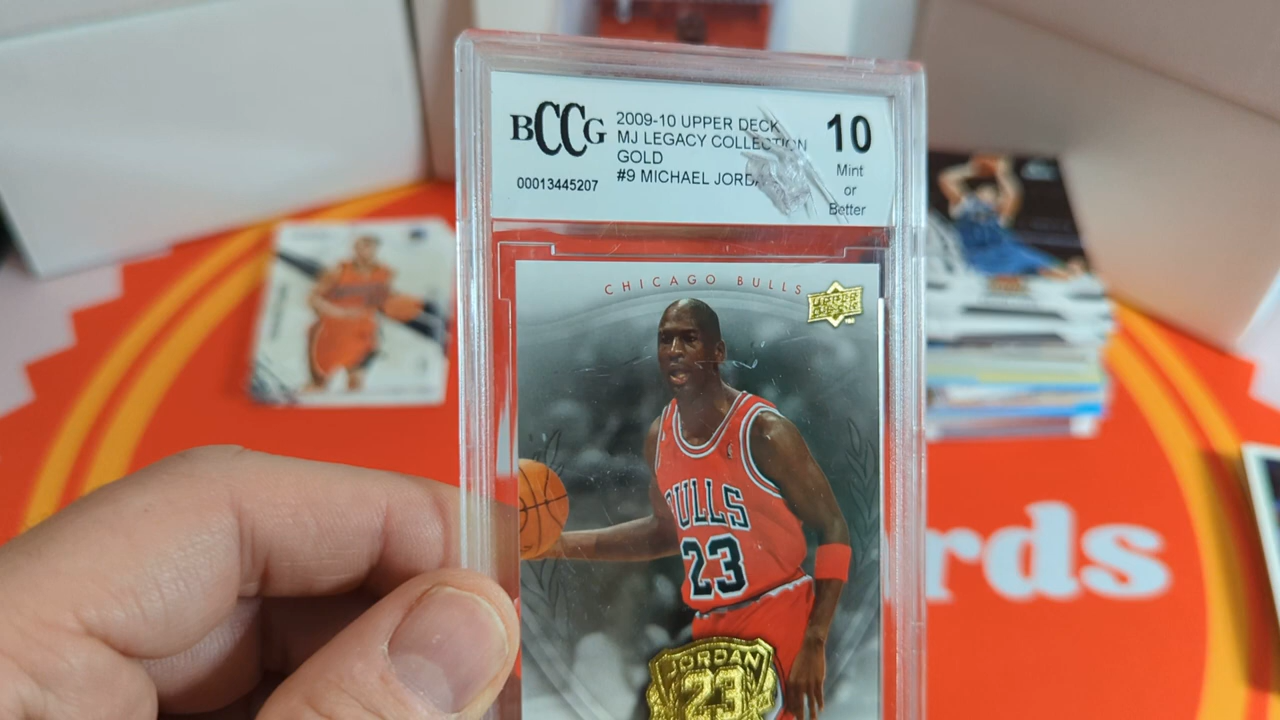 BCCG
2009-10 UPPER DECK
MJ LEGACY COLLECTION
GOLD
#9 MICHAEL JORDAN
00013445207
10
Mint
or
Better
CHICAGO BULLS
UPPER DECK
BULLS
23
JORDAN
23
rds